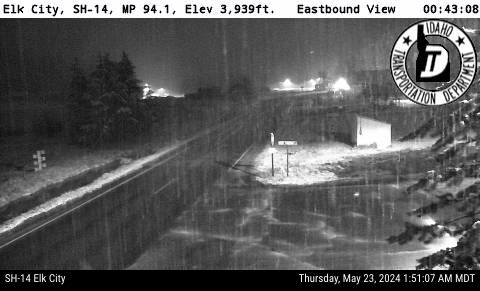 Elk City, SH-14, MP 94.1, Elev 3,939ft. Eastbound View 00:43:08
IDAHO
TRANSPORTATION DEPARTMENT
SH-14 Elk City Thursday, May 23, 2024 1:51:07 AM MDT